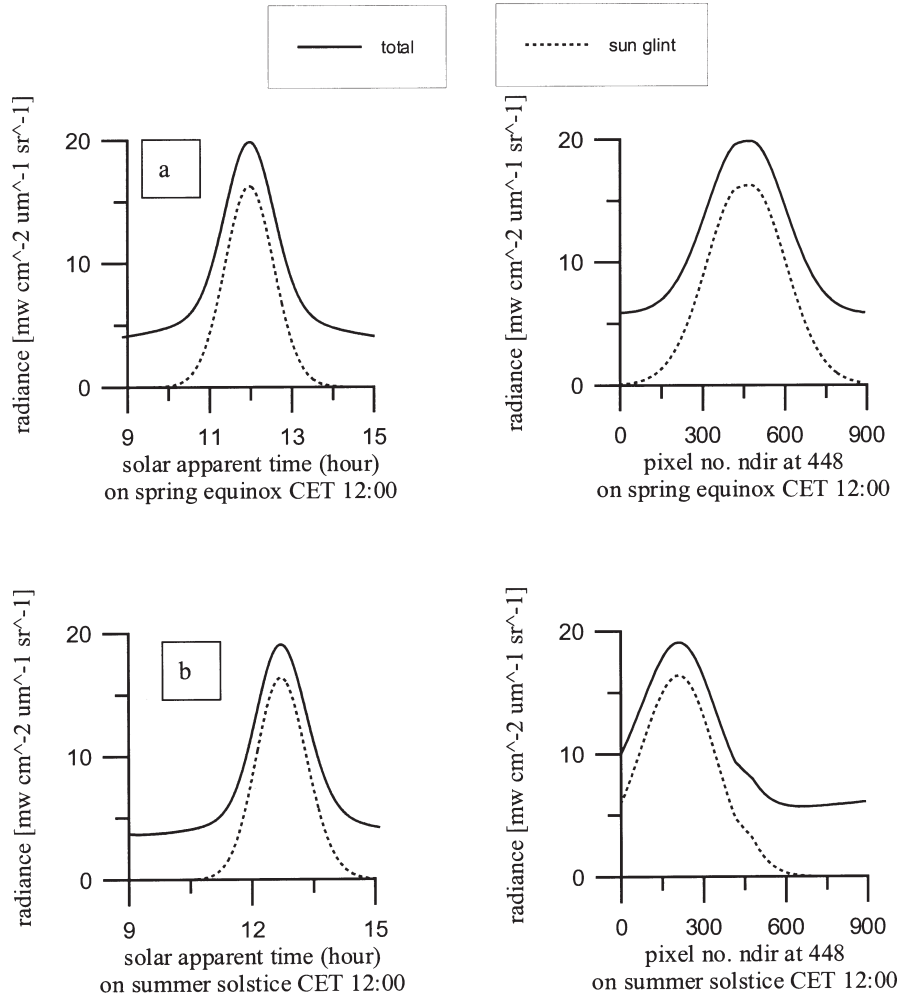 total
sun glint
radiance [mw cm^-2 um^-1 sr^-1]
20
10
0
a
9
11
13
15
solar apparent time (hour)
on spring equinox CET 12:00
radiance [mw cm^-2 um^-1 sr^-1]
20
10
0
0
300
600
900
pixel no. ndir at 448
on spring equinox CET 12:00
radiance [mw cm^-2 um^-1 sr^-1]
20
10
0
b
9
12
15
solar apparent time (hour)
on summer solstice CET 12:00
radiance [mw cm^-2 um^-1 sr^-1]
20
10
0
0
300
600
900
pixel no. ndir at 448
on summer solstice CET 12:00